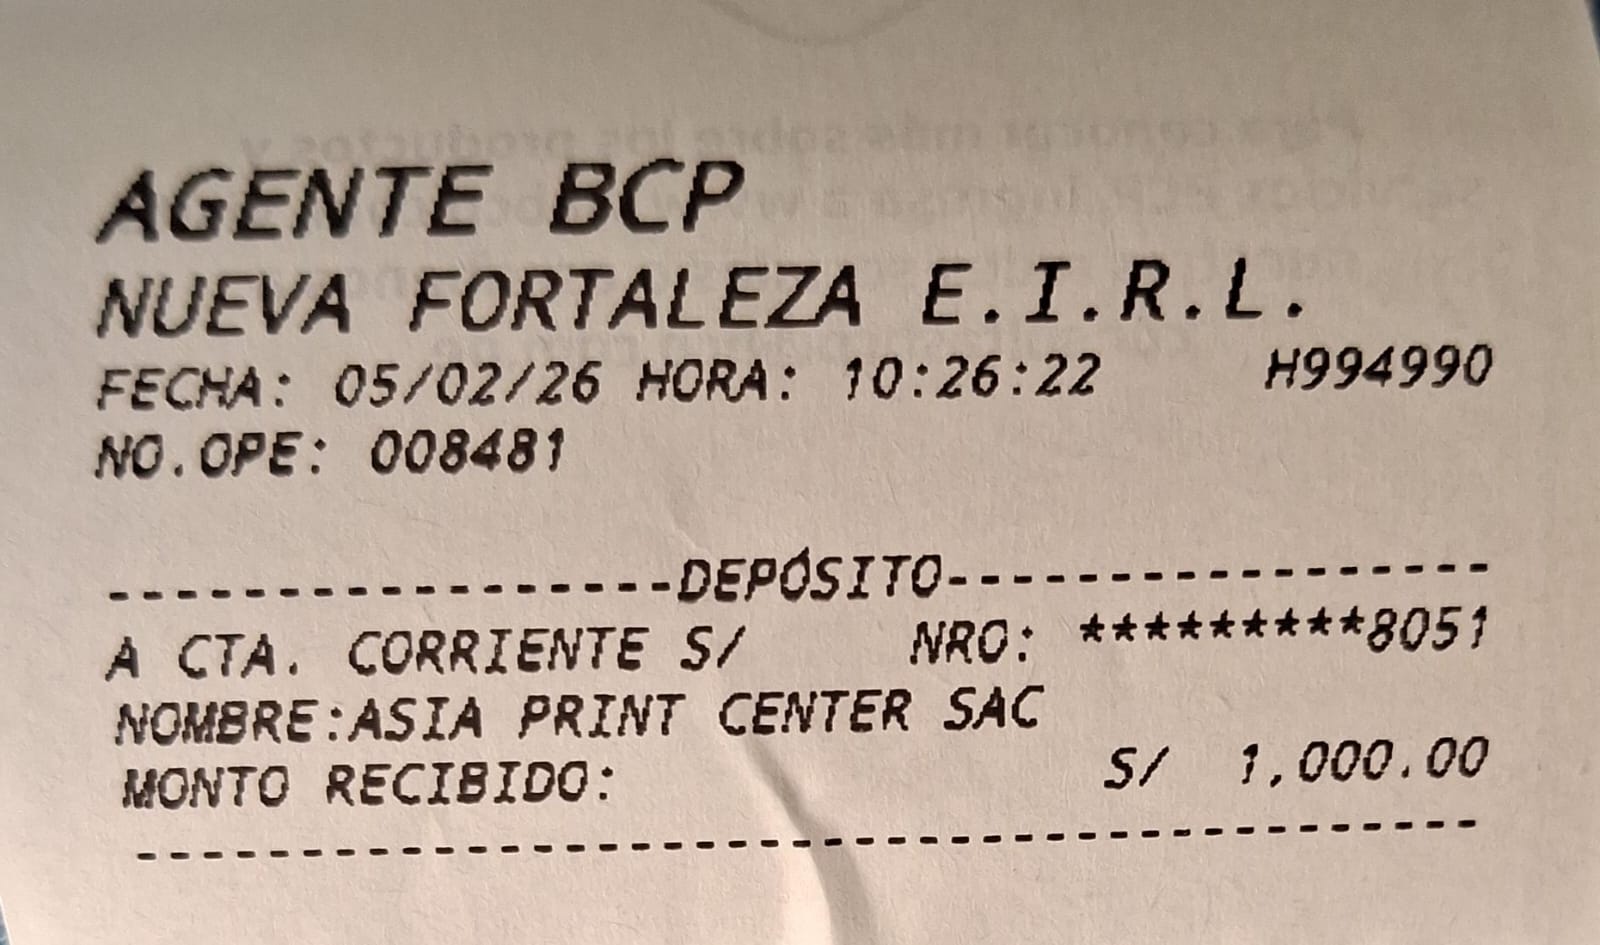 AGENTE BCP
NUEVA FORTALEZA E.I.R.L.
FECHA: 05/02/26 HORA: 10:26:22 H994990
NO.OPE: 008481
-----------------DEPÓSITO-----------------
A CTA. CORRIENTE S/ NRO: *********8051
NOMBRE:ASIA PRINT CENTER SAC
MONTO RECIBIDO: S/ 1,000.00
----------------------------------------